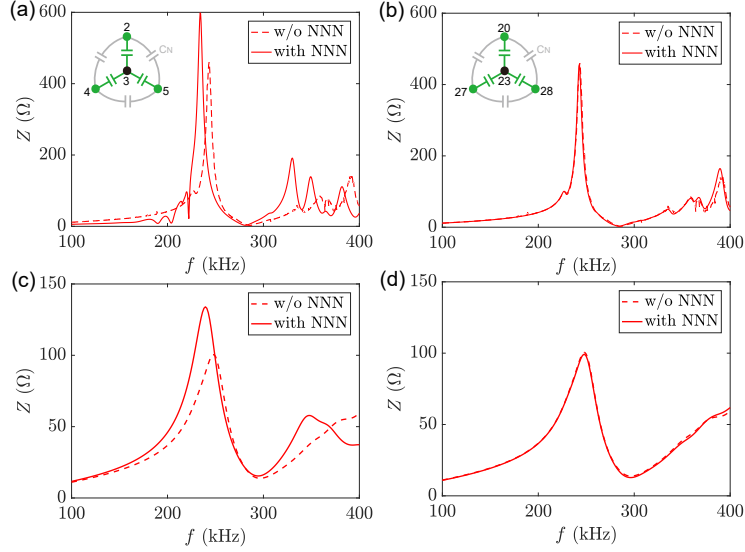 (a)
600
400
200
0
Z (Ω)
100
200
300
400
f (kHz)
w/o NNN
with NNN
2
C_N
3
4
5
(b)
600
400
200
0
Z (Ω)
100
200
300
400
f (kHz)
w/o NNN
with NNN
20
C_N
23
27
28
(c)
150
100
50
0
Z (Ω)
100
200
300
400
f (kHz)
w/o NNN
with NNN
(d)
150
100
50
0
Z (Ω)
100
200
300
400
f (kHz)
w/o NNN
with NNN